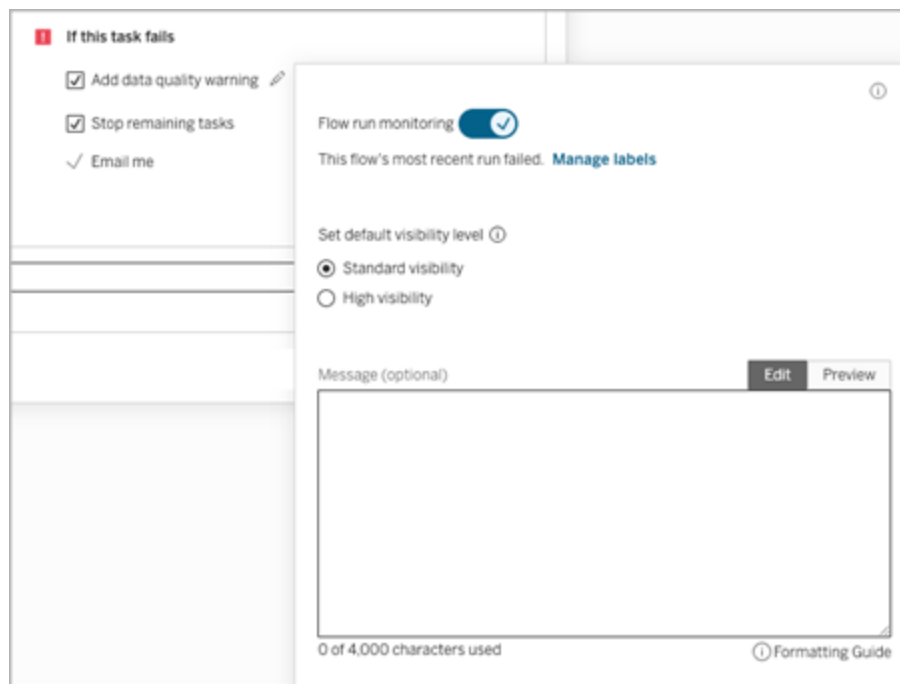 If this task fails
Add data quality warning
Stop remaining tasks
Email me
Flow run monitoring
This flow's most recent run failed. Manage labels
Set default visibility level
Standard visibility
High visibility
Message (optional)
Edit Preview
0 of 4,000 characters used
Formatting Guide